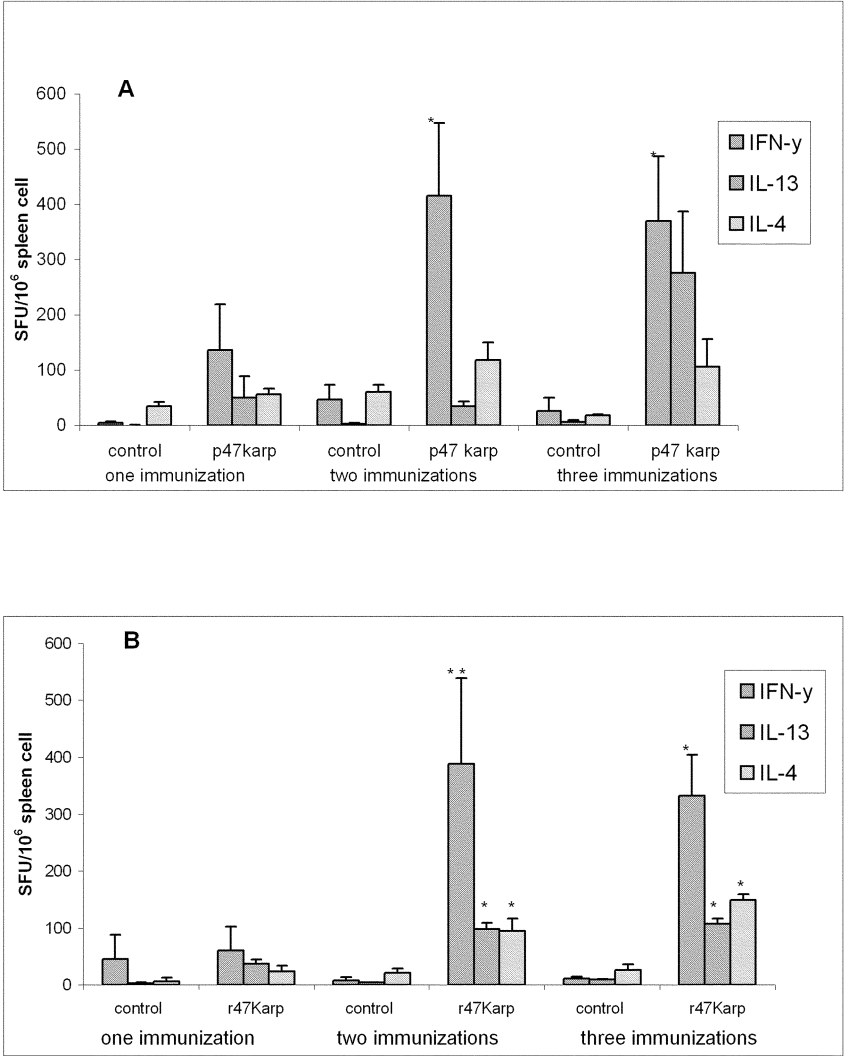 A
600
500
400
300
200
100
0
SFU/10⁶ spleen cell
*
*
IFN-y
IL-13
IL-4
control p47karp control p47 karp control p47 karp
one immunization two immunizations three immunizations
B
600
500
400
300
200
100
0
SFU/10⁶ spleen cell
* *
* *
*
* *
IFN-y
IL-13
IL-4
control r47Karp control r47Karp control r47Karp
one immunization two immunizations three immunizations